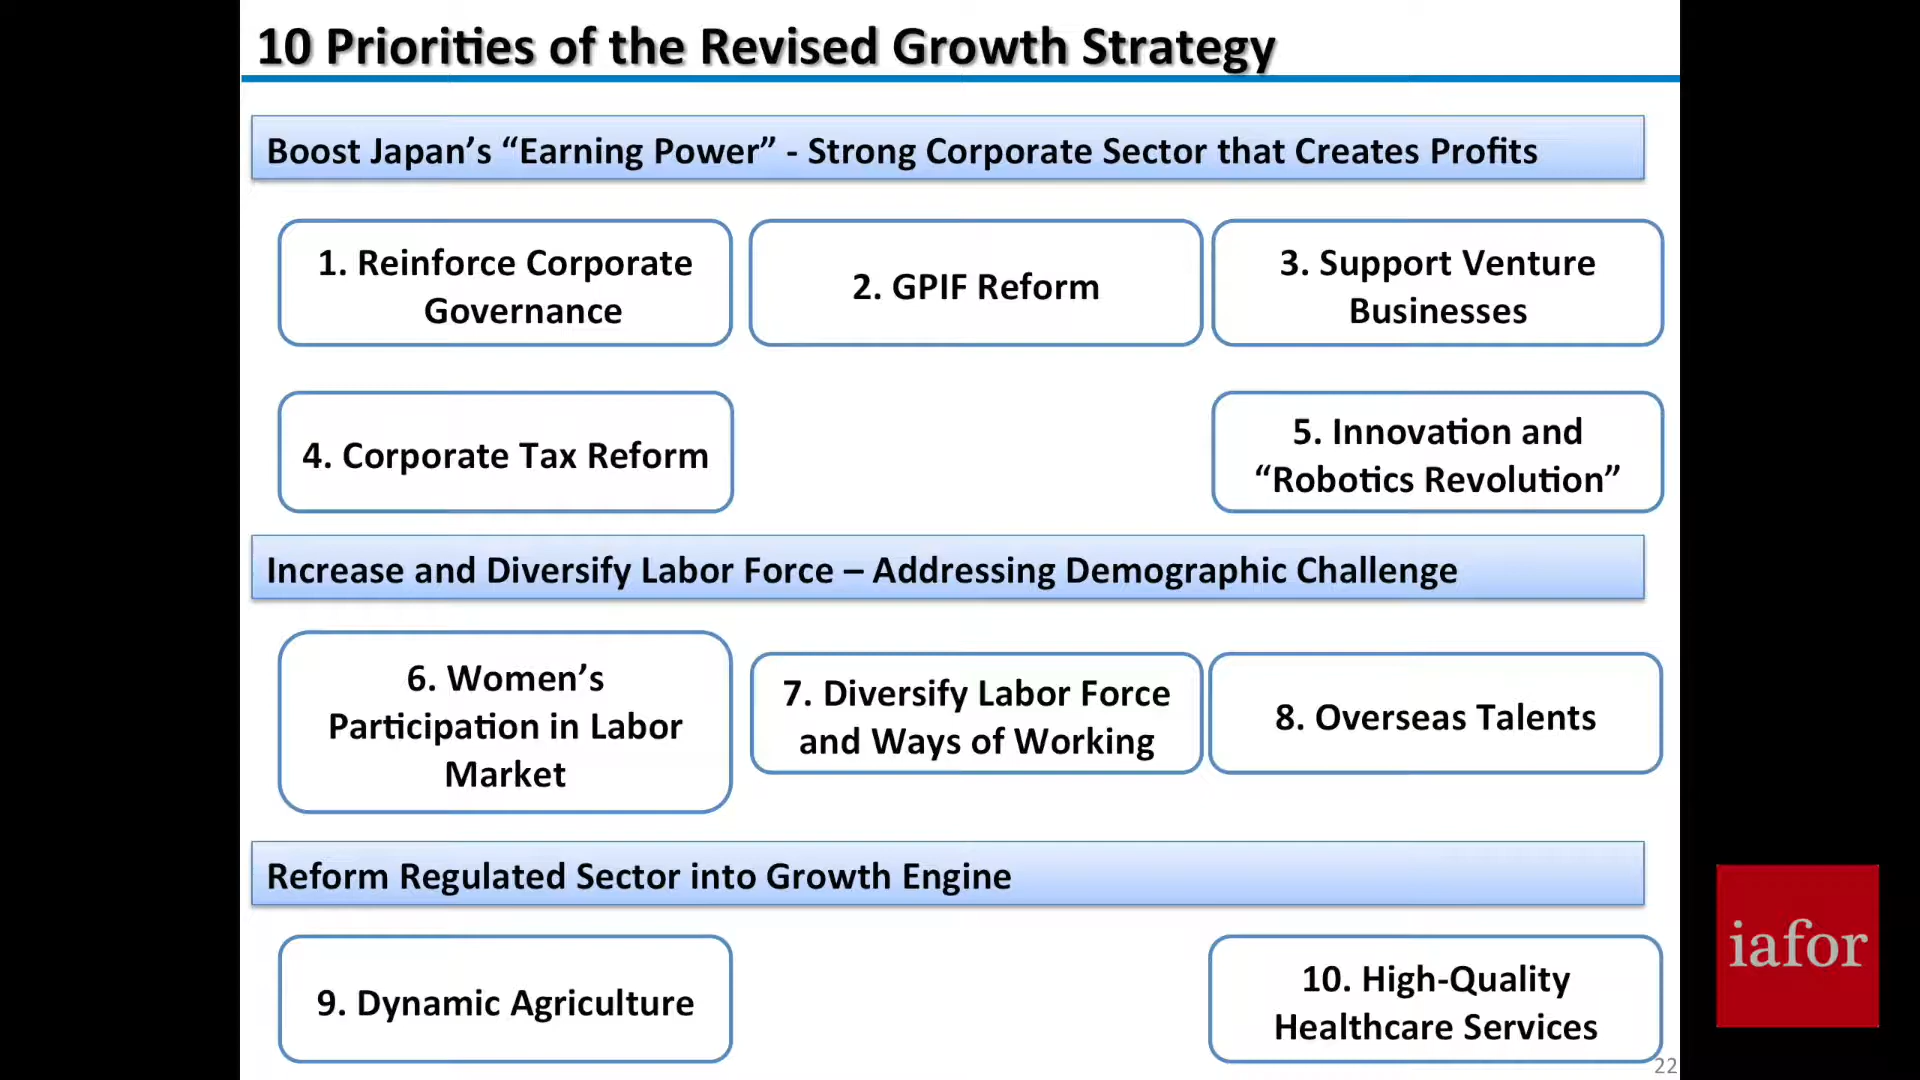 10 Priorities of the Revised Growth Strategy
Boost Japan’s “Earning Power” - Strong Corporate Sector that Creates Profits
1. Reinforce Corporate
Governance
2. GPIF Reform
3. Support Venture
Businesses
4. Corporate Tax Reform
5. Innovation and
“Robotics Revolution”
Increase and Diversify Labor Force – Addressing Demographic Challenge
6. Women’s
Participation in Labor
Market
7. Diversify Labor Force
and Ways of Working
8. Overseas Talents
Reform Regulated Sector into Growth Engine
9. Dynamic Agriculture
10. High-Quality
Healthcare Services
22
iafor